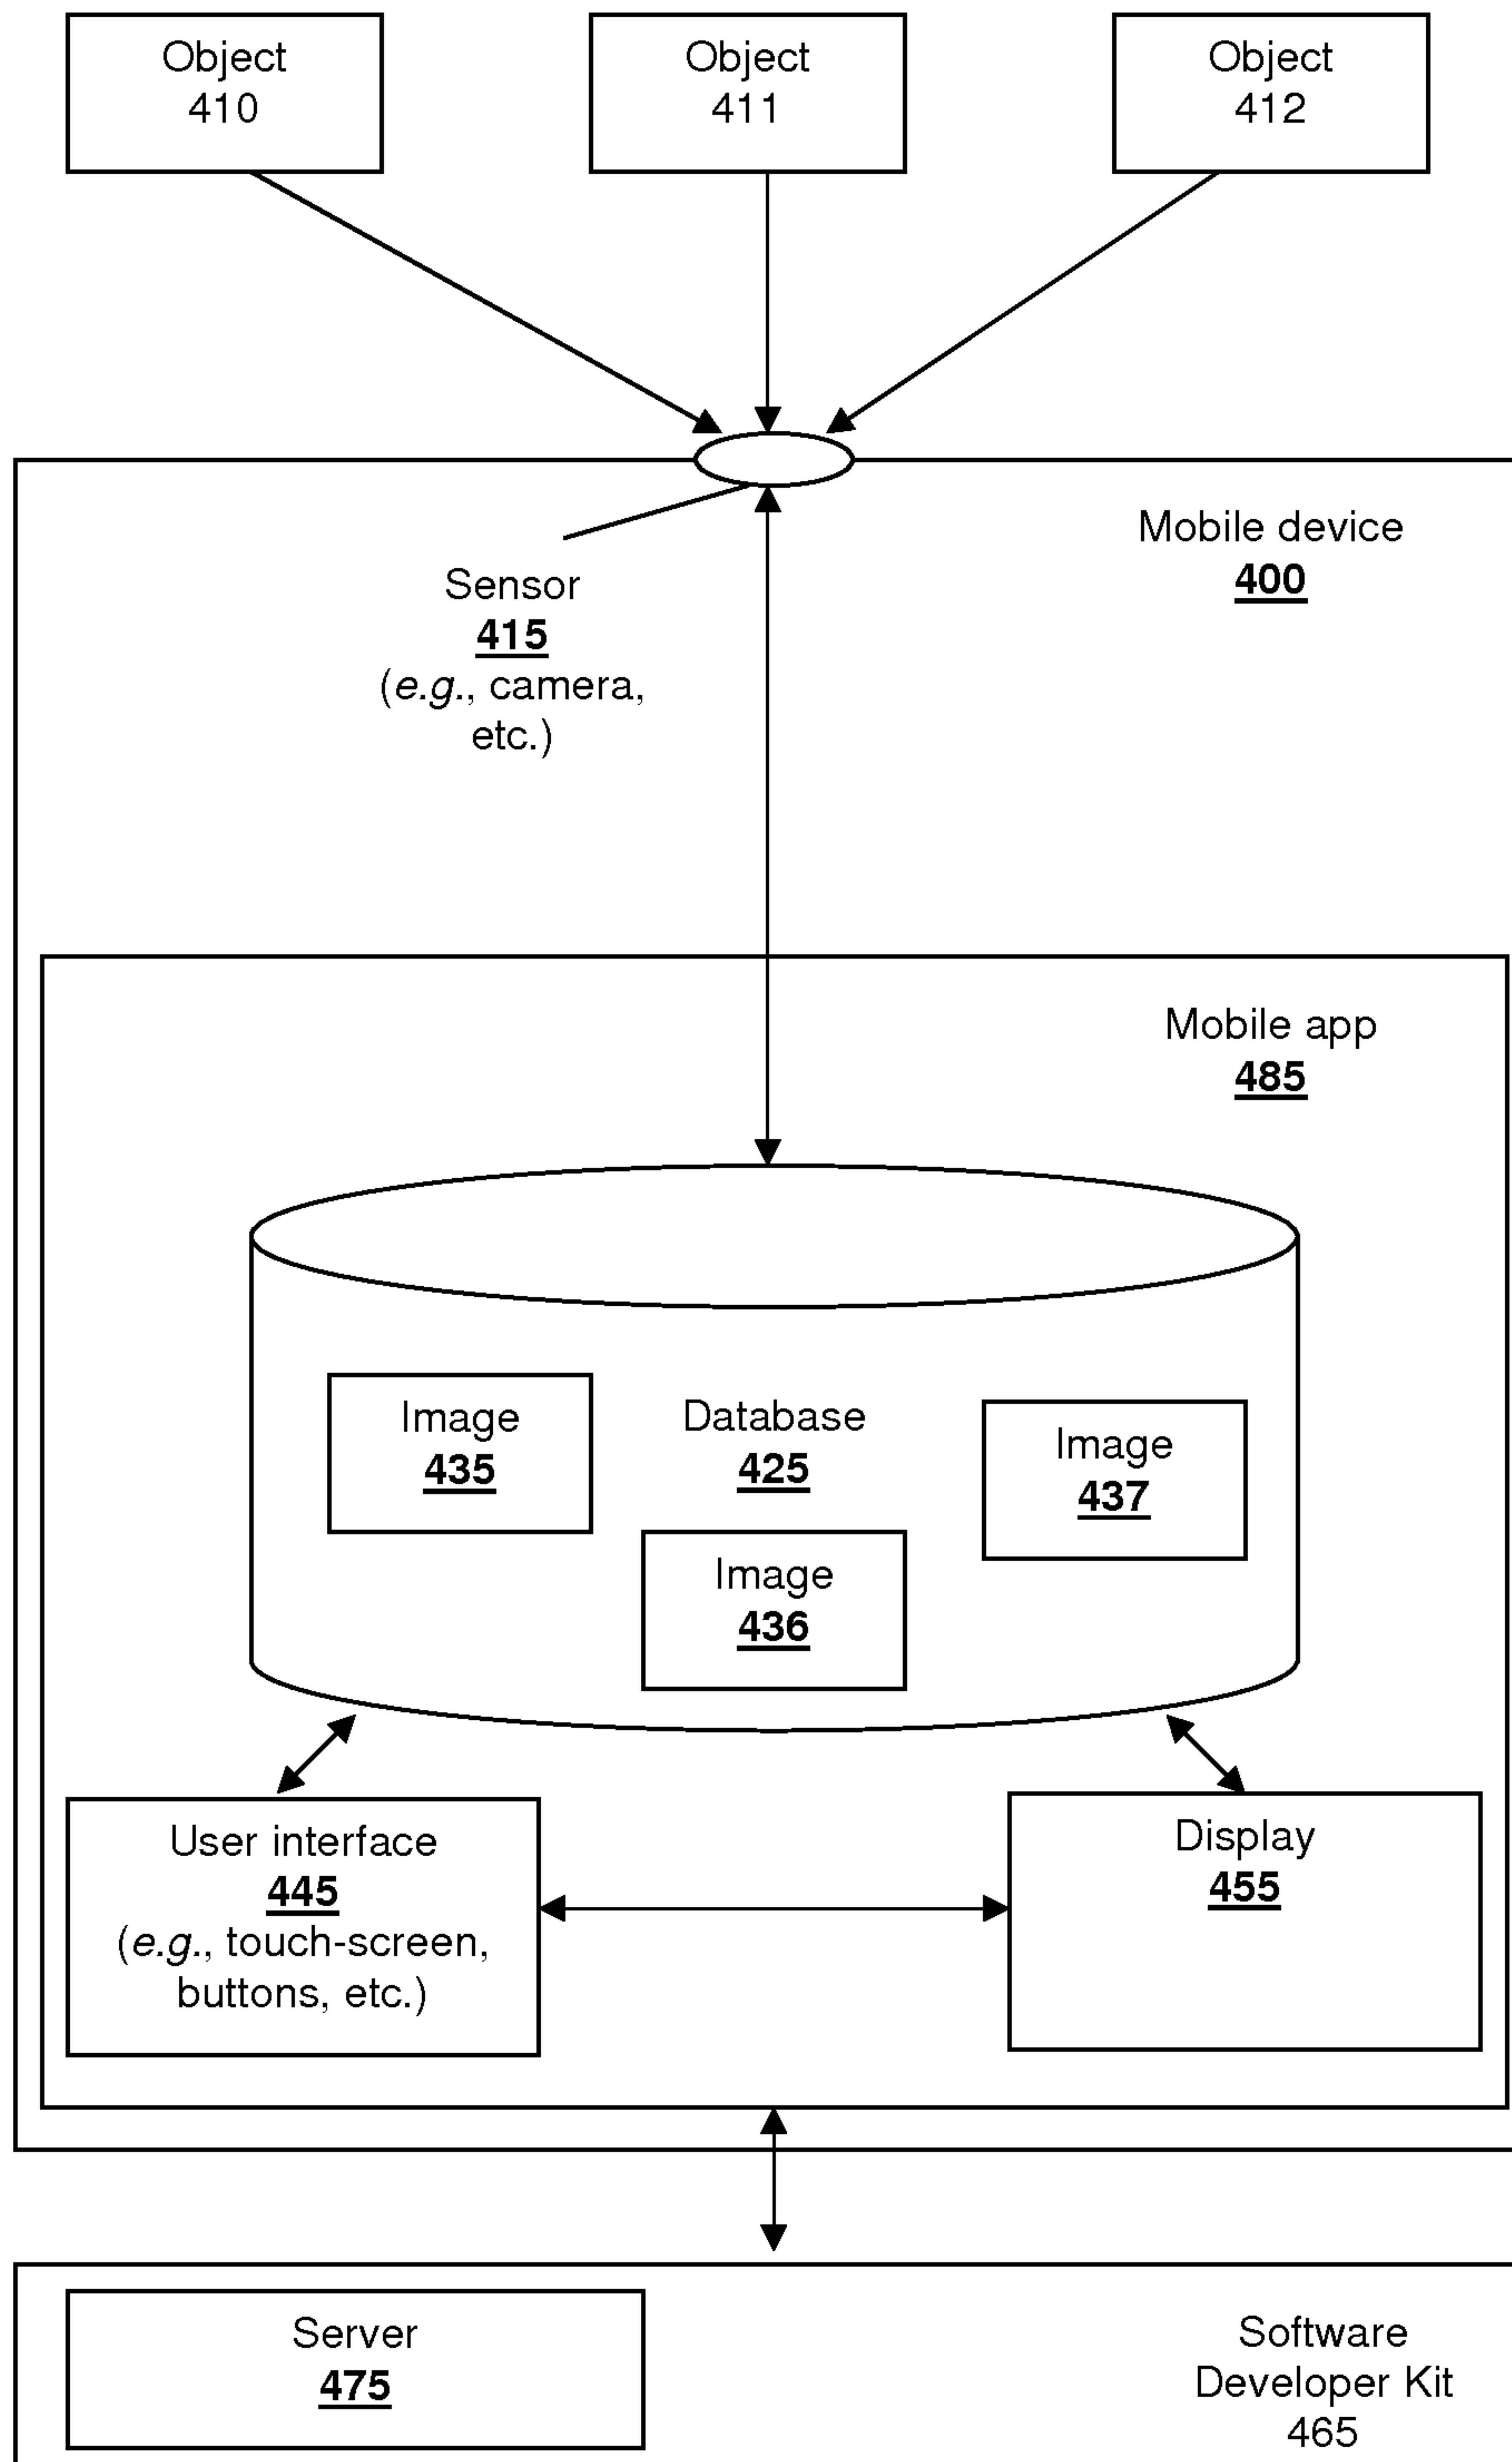 Object
410
Object
411
Object
412
Mobile device
400
Sensor
415
(e.g., camera,
etc.)
Mobile app
485
Image
435
Database
425
Image
437
Image
436
User interface
445
(e.g., touch-screen,
buttons, etc.)
Display
455
Server
475
Software
Developer Kit
465